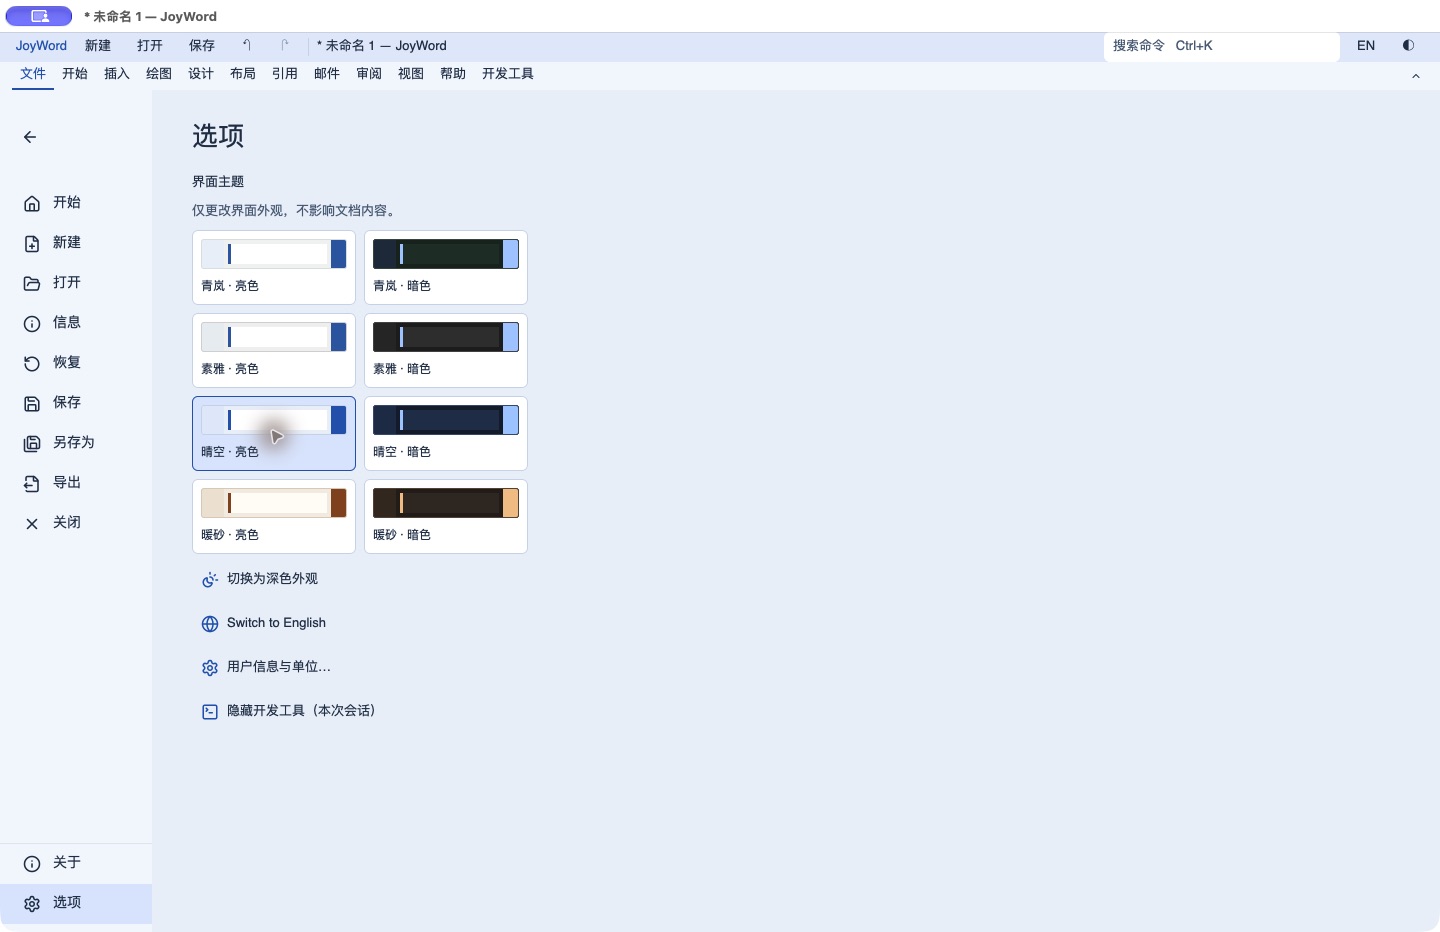 * 未命名 1 — JoyWord
JoyWord 新建 打开 保存 * 未命名 1 — JoyWord 搜索命令 Ctrl+K EN
文件 开始 插入 绘图 设计 布局 引用 邮件 审阅 视图 帮助 开发工具
开始
新建
打开
信息
恢复
保存
另存为
导出
关闭
关于
选项
选项
界面主题
仅更改界面外观，不影响文档内容。
青岚 · 亮色 青岚 · 暗色
素雅 · 亮色 素雅 · 暗色
晴空 · 亮色 晴空 · 暗色
暖砂 · 亮色 暖砂 · 暗色
切换为深色外观
Switch to English
用户信息与单位...
隐藏开发工具（本次会话）